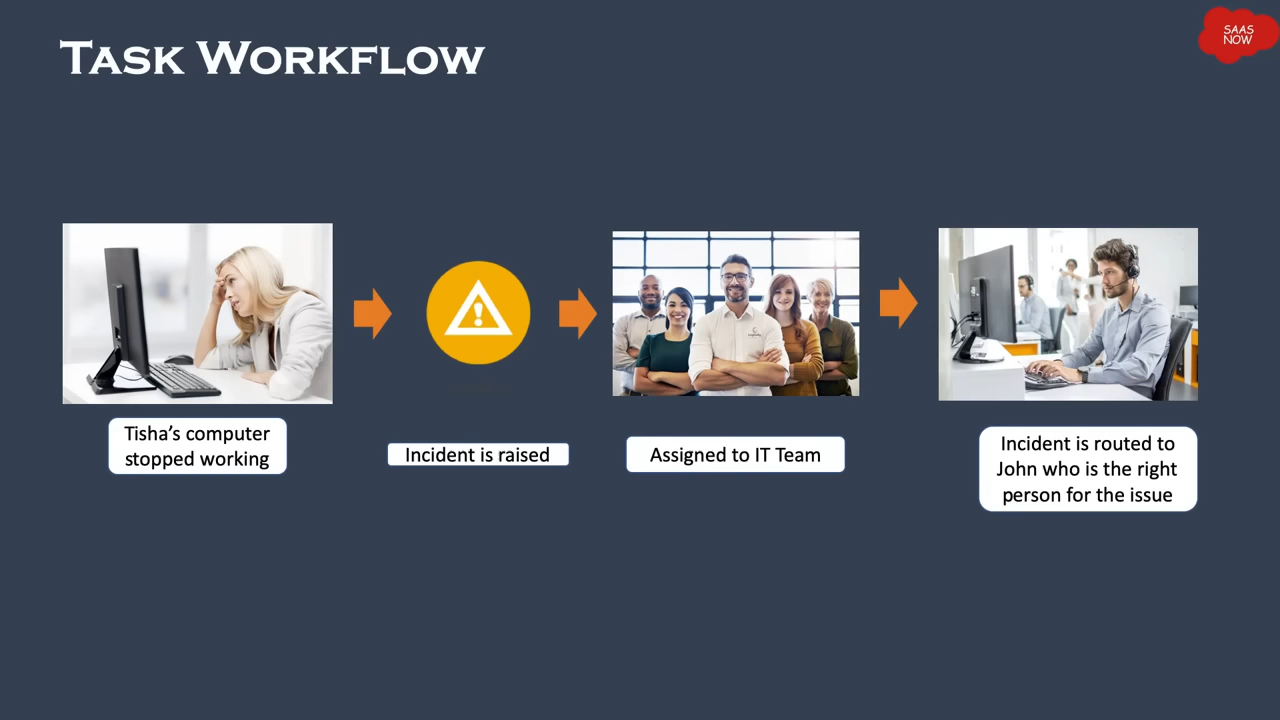 TASK WORKFLOW
SAAS
NOW
Tisha's computer
stopped working
Incident is raised
Assigned to IT Team
Incident is routed to
John who is the right
person for the issue